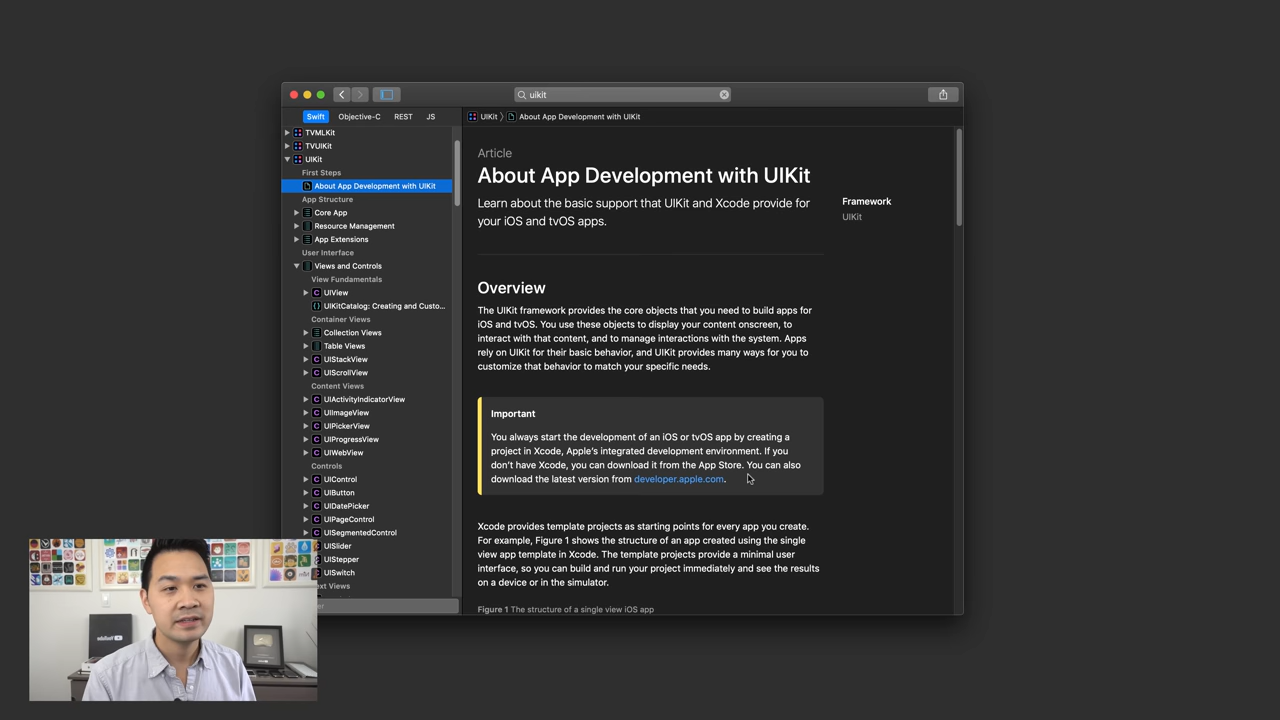 uikit
Swift
Objective-C
REST
JS
UIKit
About App Development with UIKit
TVMLKit
TVUIKit
UIKit
First Steps
About App Development with UIKit
App Structure
Core App
Resource Management
App Extensions
User Interface
Views and Controls
View Fundamentals
UIView
UIKitCatalog: Creating and Custo...
Container Views
Collection Views
Table Views
UIStackView
UIScrollView
Content Views
UIActivityIndicatorView
UIImageView
UIPickerView
UIProgressView
UIWebView
Controls
UIControl
UIButton
UIDatePicker
UIPageControl
UISegmentedControl
UISlider
UIStepper
UISwitch
Views
Article
About App Development with UIKit
Learn about the basic support that UIKit and Xcode provide for
your iOS and tvOS apps.
Framework
UIKit
Overview
The UIKit framework provides the core objects that you need to build apps for
iOS and tvOS. You use these objects to display your content onscreen, to
interact with that content, and to manage interactions with the system. Apps
rely on UIKit for their basic behavior, and UIKit provides many ways for you to
customize that behavior to match your specific needs.
Important
You always start the development of an iOS or tvOS app by creating a
project in Xcode, Apple's integrated development environment. If you
don't have Xcode, you can download it from the App Store. You can also
download the latest version from developer.apple.com.
Xcode provides template projects as starting points for every app you create.
For example, Figure 1 shows the structure of an app created using the single
view app template in Xcode. The template projects provide a minimal user
interface, so you can build and run your project immediately and see the results
on a device or in the simulator.
Figure 1 The structure of a single view iOS app
YouTube